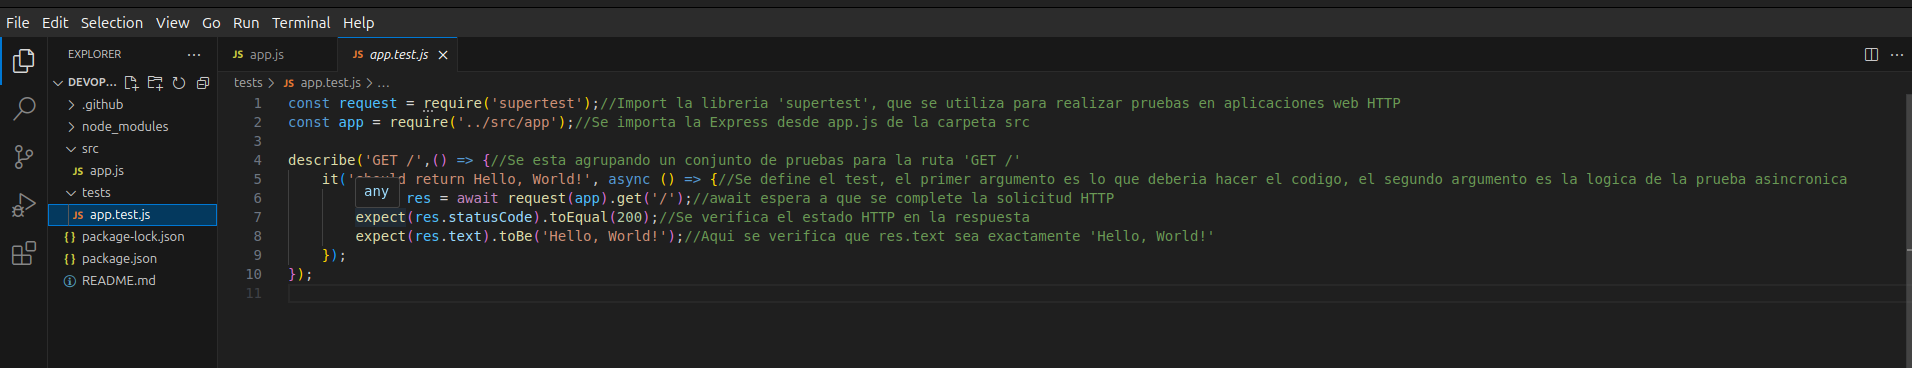 File Edit Selection View Go Run Terminal Help
EXPLORER ...
JS app.js
JS app.test.js ×
DEVOP...
tests > JS app.test.js > ...
.github
node_modules
src
JS app.js
tests
JS app.test.js
{} package-lock.json
{} package.json
README.md
1 const request = require('supertest');//Import la libreria 'supertest', que se utiliza para realizar pruebas en aplicaciones web HTTP
2 const app = require('../src/app');//Se importa la Express desde app.js de la carpeta src
3
4 describe('GET /',() => {//Se esta agrupando un conjunto de pruebas para la ruta 'GET /'
5 it(' return Hello, World!', async () => {//Se define el test, el primer argumento es lo que deberia hacer el codigo, el segundo argumento es la logica de la prueba asincronica
any
6 res = await request(app).get('/');//await espera a que se complete la solicitud HTTP
7 expect(res.statusCode).toEqual(200);//Se verifica el estado HTTP en la respuesta
8 expect(res.text).toBe('Hello, World!');//Aqui se verifica que res.text sea exactamente 'Hello, World!'
9 });
10 });
11